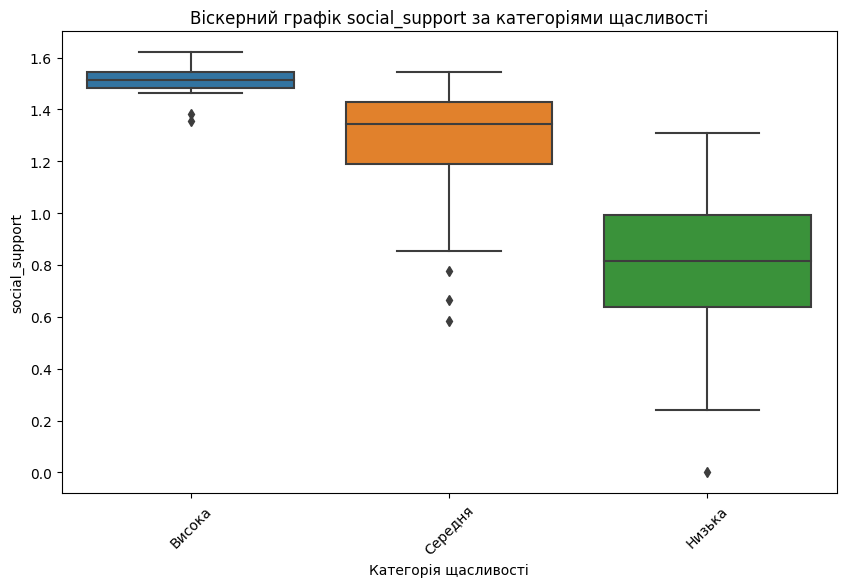 Віскерний графік social_support за категоріями щасливості
social_support
1.6
1.4
1.2
1.0
0.8
0.6
0.4
0.2
0.0
Висока
Середня
Низька
Категорія щасливості